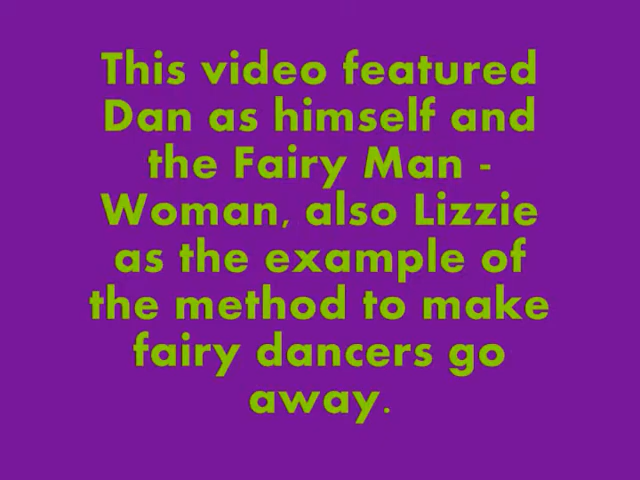 This video featured
Dan as himself and
the Fairy Man -
Woman, also Lizzie
as the example of
the method to make
fairy dancers go
away.